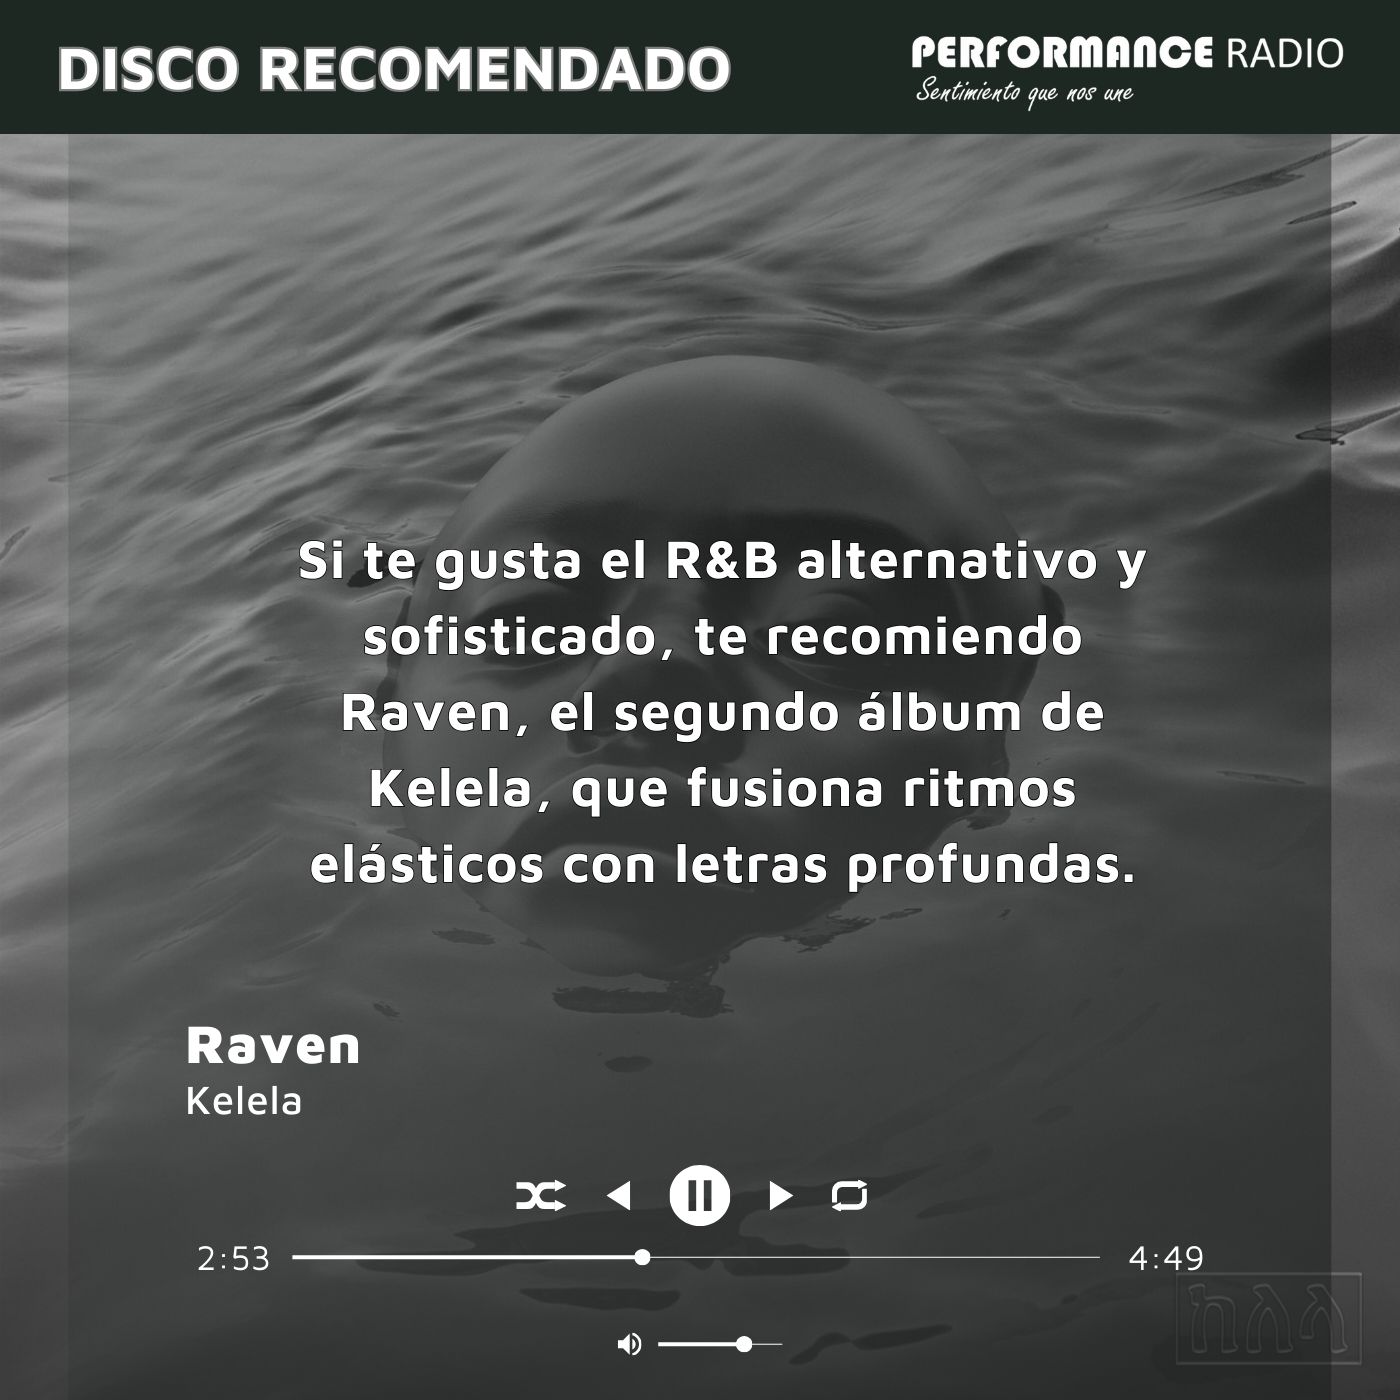 DISCO RECOMENDADO
PERFORMANCE RADIO
Sentimiento que nos une
Si te gusta el R&B alternativo y
sofisticado, te recomiendo
Raven, el segundo álbum de
Kelela, que fusiona ritmos
elásticos con letras profundas.
Raven
Kelela
2:53
4:49
ከላላ